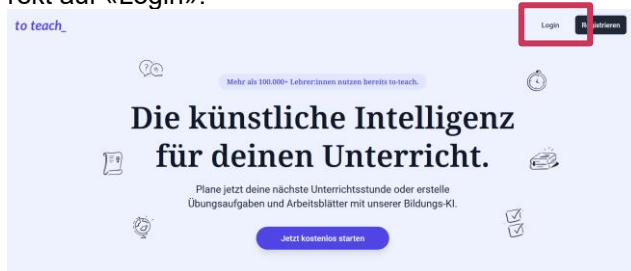 rekt auf «Login».
to teach_
Login
Registrieren
Mehr als 100.000+ Lehrer:innen nutzen bereits to-teach.
Die künstliche Intelligenz
für deinen Unterricht.
Plane jetzt deine nächste Unterrichtsstunde oder erstelle
Übungsaufgaben und Arbeitsblätter mit unserer Bildungs-KI.
Jetzt kostenlos starten